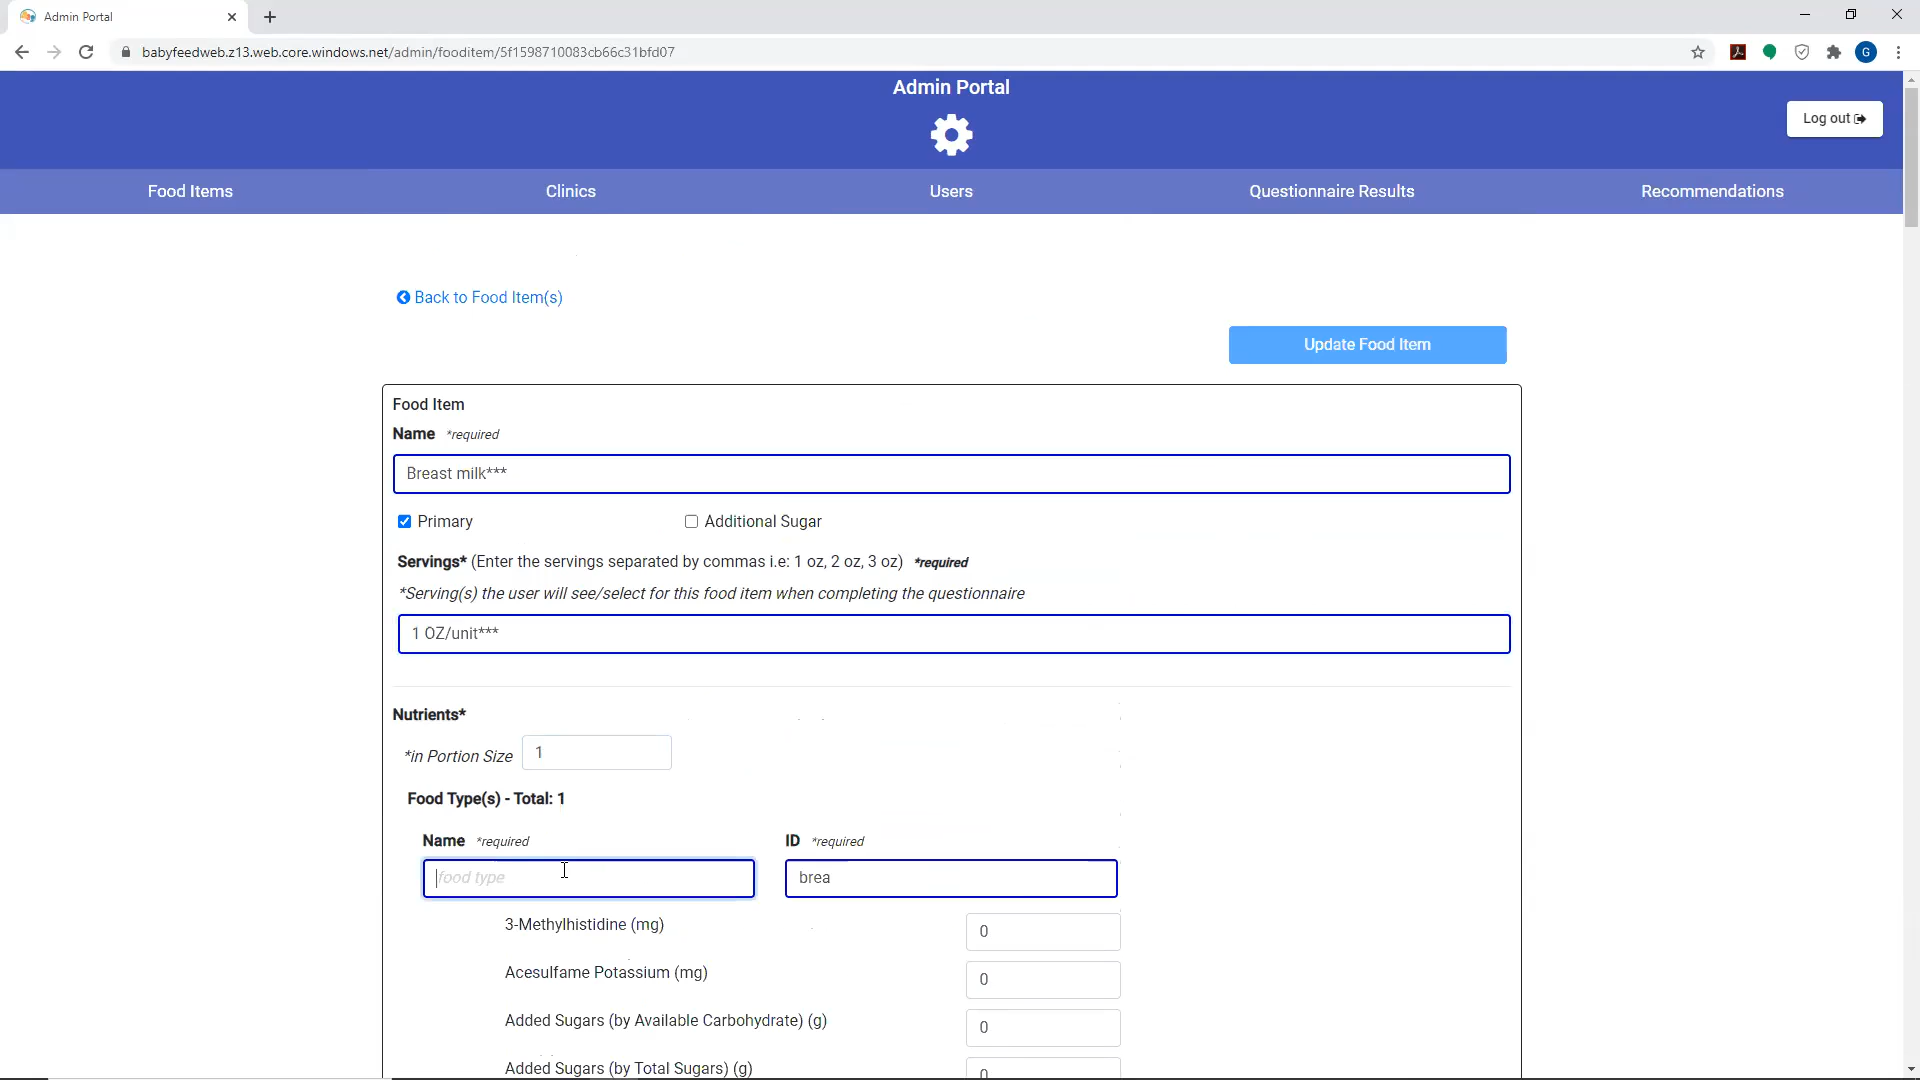 Admin Portal
babyfeedweb.z13.web.core.windows.net/admin/fooditem/5f1598710083cb66c31bfd07
G
Admin Portal
Log out
Food Items
Clinics
Users
Questionnaire Results
Recommendations
Back to Food Item(s)
Update Food Item
Food Item
Name *required
Breast milk***
Primary
Additional Sugar
Servings* (Enter the servings separated by commas i.e: 1 oz, 2 oz, 3 oz) *required
*Serving(s) the user will see/select for this food item when completing the questionnaire
1 OZ/unit***
Nutrients*
*in Portion Size 1
Food Type(s) - Total: 1
Name *required
ID *required
food type
brea
3-Methylhistidine (mg) 0
Acesulfame Potassium (mg) 0
Added Sugars (by Available Carbohydrate) (g) 0
Added Sugars (by Total Sugars) (g) 0